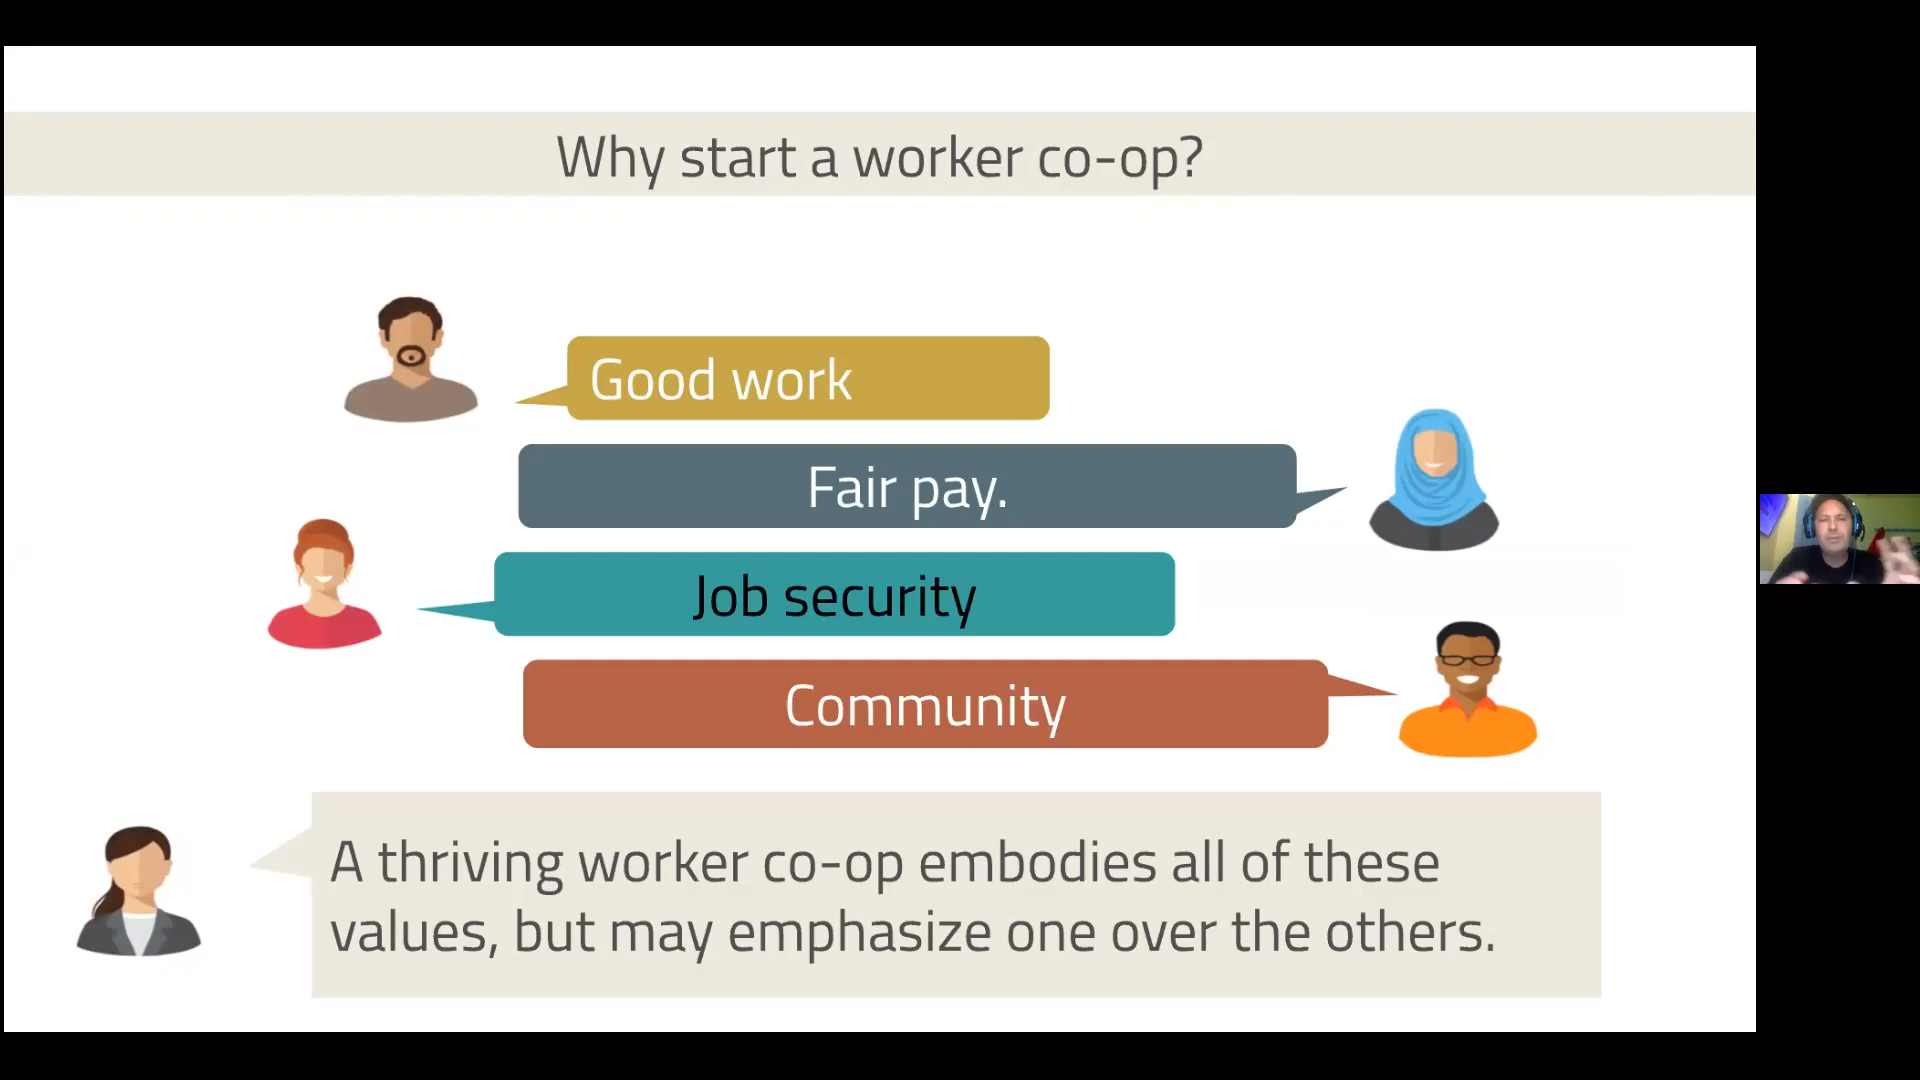 Why start a worker co-op?
Good work
Fair pay.
Job security
Community
A thriving worker co-op embodies all of these
values, but may emphasize one over the others.